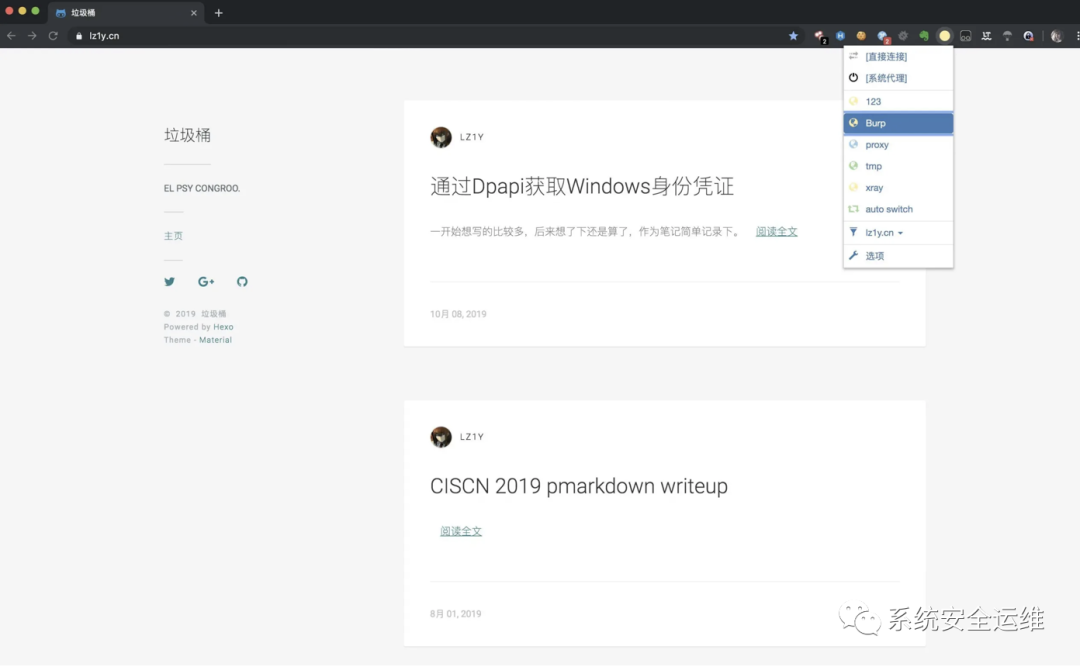 垃圾桶
lz1y.cn
2
2
[直接连接]
[系统代理]
123
Burp
proxy
tmp
xray
auto switch
lz1y.cn
选项
垃圾桶
EL PSY CONGROO.
主页
G+
© 2019 垃圾桶
Powered by Hexo
Theme - Material
LZ1Y
通过Dpapi获取Windows身份凭证
一开始想写的比较多，后来想了下还是算了，作为笔记简单记录下。 阅读全文
10月 08, 2019
LZ1Y
CISCN 2019 pmarkdown writeup
阅读全文
8月 01, 2019
系统安全运维